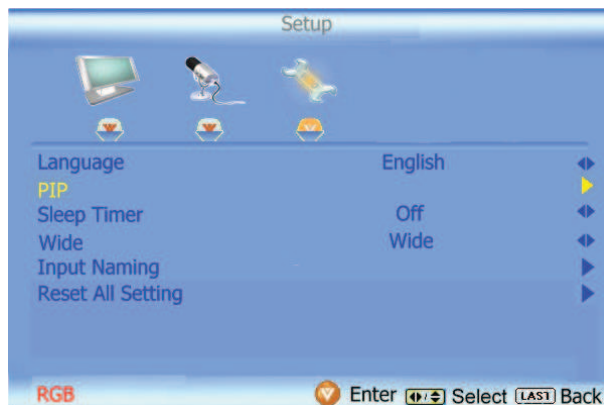 Setup
Language English
PIP
Sleep Timer Off
Wide Wide
Input Naming
Reset All Setting
RGB Enter Select LAST Back